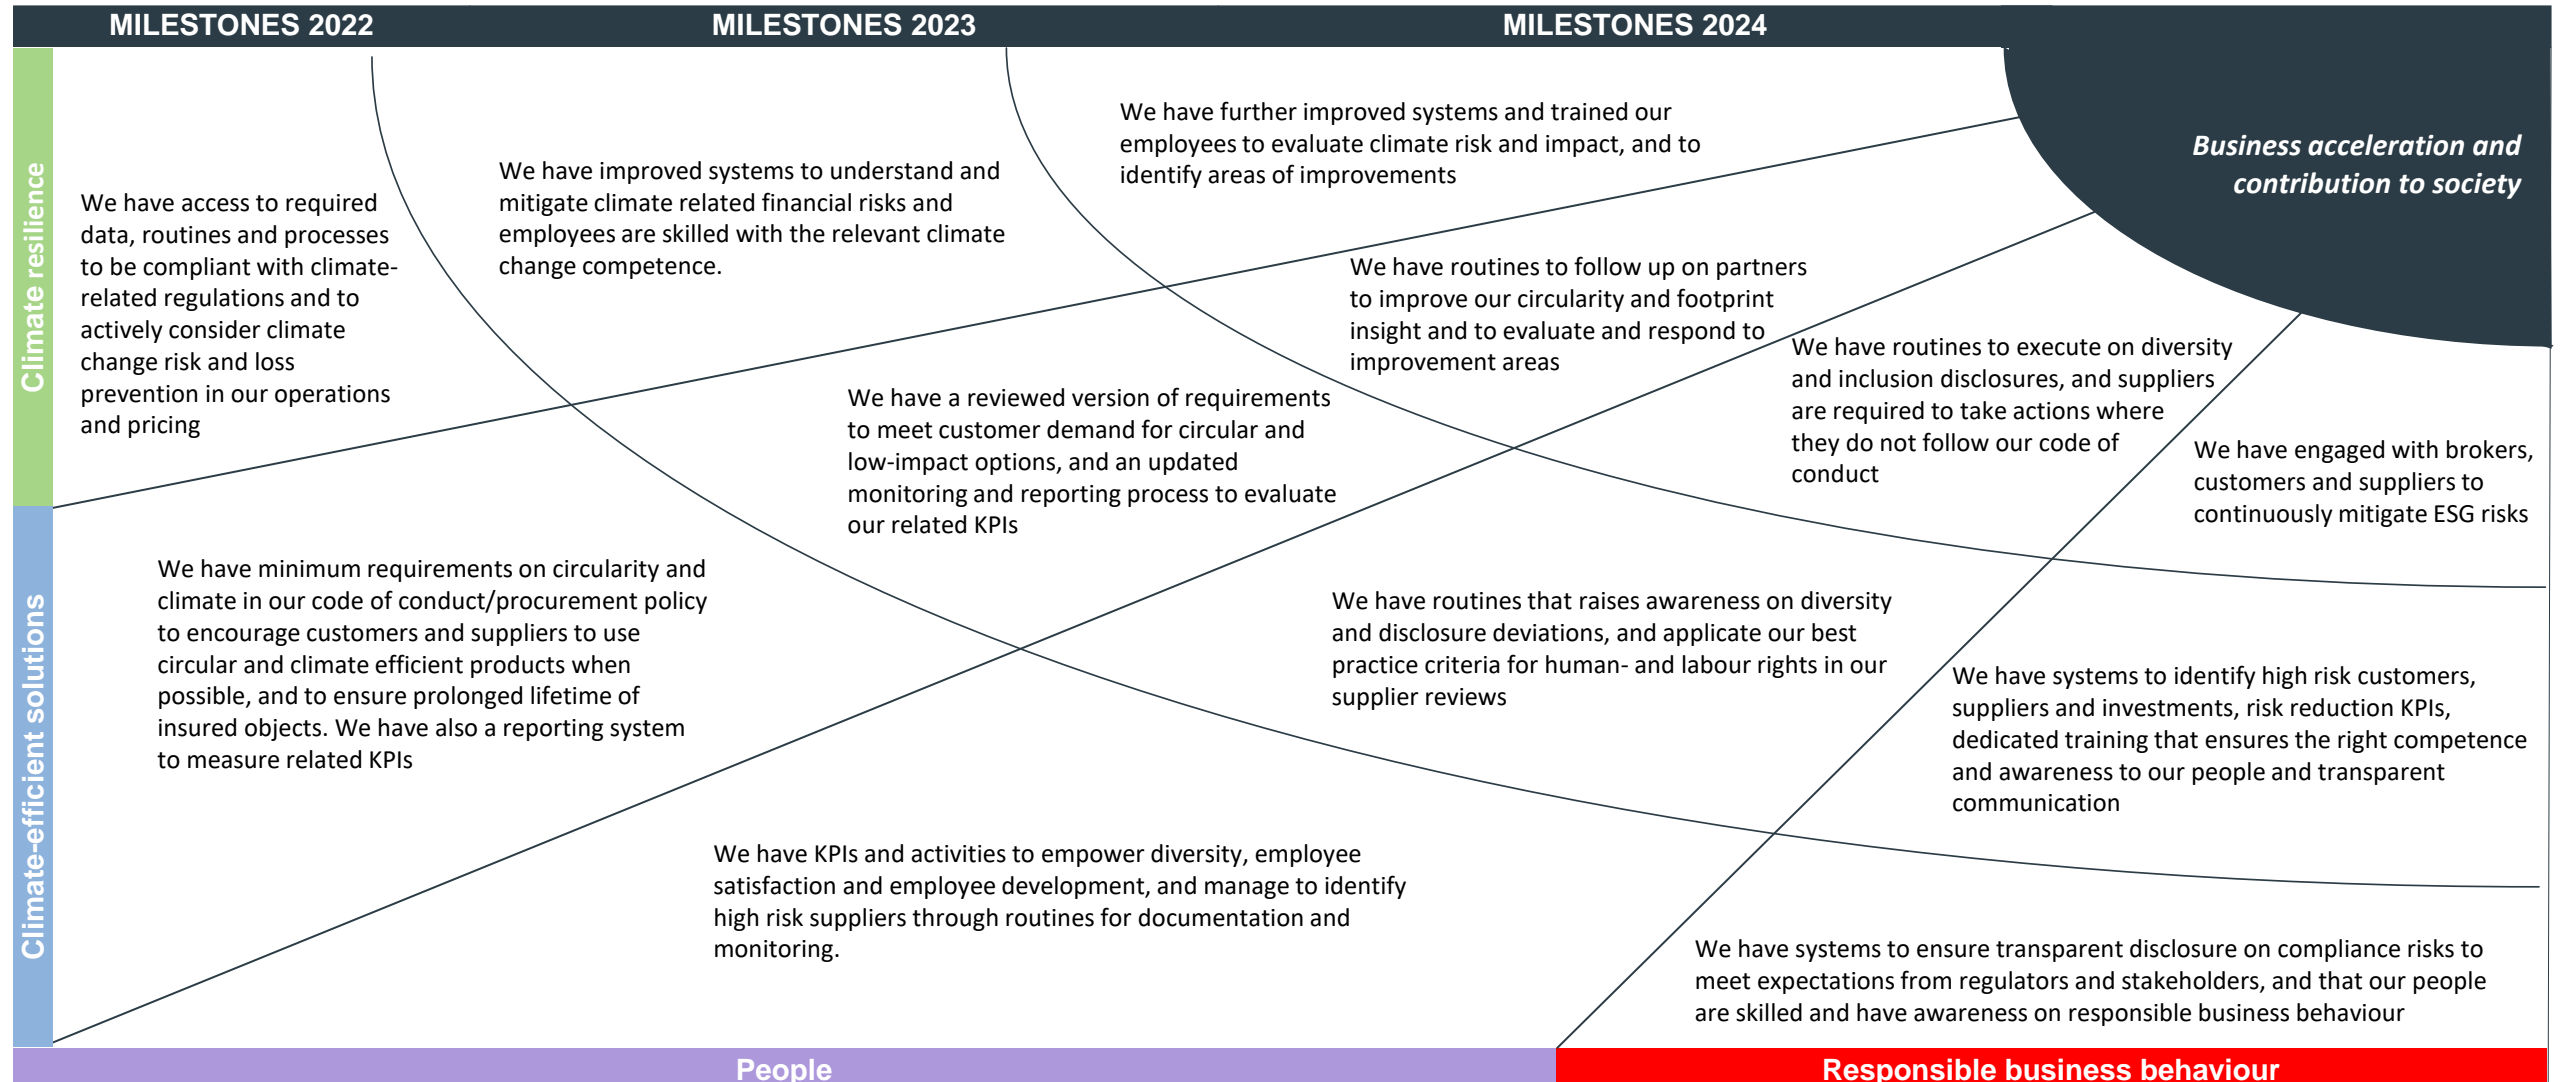 MILESTONES 2022
MILESTONES 2023
MILESTONES 2024
Business acceleration and
contribution to society
Climate resilience
We have access to required
data, routines and processes
to be compliant with climate-
related regulations and to
actively consider climate
change risk and loss
prevention in our operations
and pricing
We have improved systems to understand and
mitigate climate related financial risks and
employees are skilled with the relevant climate
change competence.
We have further improved systems and trained our
employees to evaluate climate risk and impact, and to
identify areas of improvements
Climate-efficient solutions
We have minimum requirements on circularity and
climate in our code of conduct/procurement policy
to encourage customers and suppliers to use
circular and climate efficient products when
possible, and to ensure prolonged lifetime of
insured objects. We have also a reporting system
to measure related KPIs
We have a reviewed version of requirements
to meet customer demand for circular and
low-impact options, and an updated
monitoring and reporting process to evaluate
our related KPIs
We have routines to follow up on partners
to improve our circularity and footprint
insight and to evaluate and respond to
improvement areas
We have KPIs and activities to empower diversity, employee
satisfaction and employee development, and manage to identify
high risk suppliers through routines for documentation and
monitoring.
We have routines that raises awareness on diversity
and disclosure deviations, and applicate our best
practice criteria for human- and labour rights in our
supplier reviews
We have routines to execute on diversity
and inclusion disclosures, and suppliers
are required to take actions where
they do not follow our code of
conduct
We have systems to ensure transparent disclosure on compliance risks to
meet expectations from regulators and stakeholders, and that our people
are skilled and have awareness on responsible business behaviour
We have systems to identify high risk customers,
suppliers and investments, risk reduction KPIs,
dedicated training that ensures the right competence
and awareness to our people and transparent
communication
We have engaged with brokers,
customers and suppliers to
continuously mitigate ESG risks
People
Responsible business behaviour